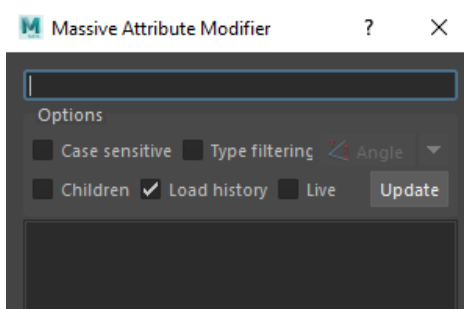 Massive Attribute Modifier ?
Options
Case sensitive Type filtering Angle
Children Load history Live Update